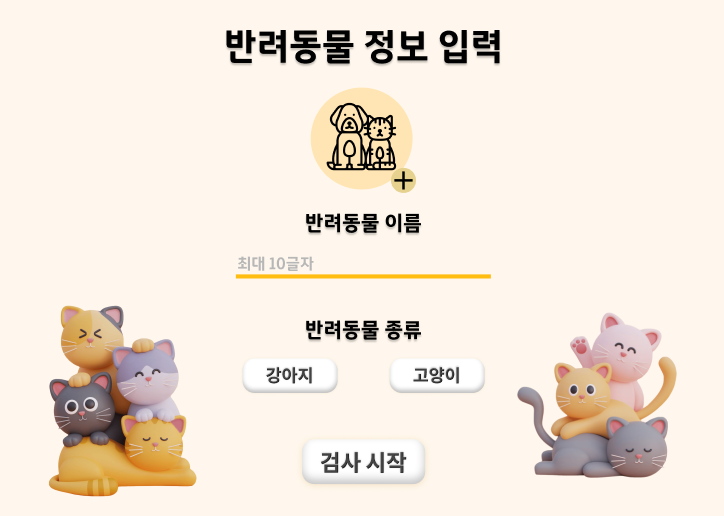 반려동물 정보 입력
반려동물 이름
최대 10글자
반려동물 종류
강아지
고양이
검사 시작